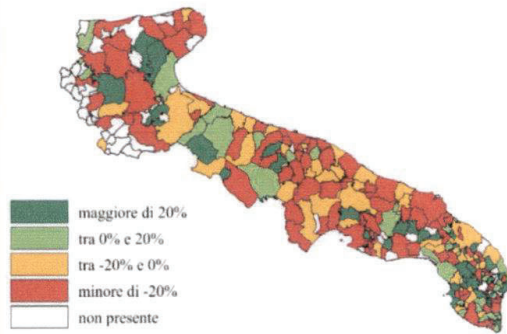 maggiore di 20%
tra 0% e 20%
tra -20% e 0%
minore di -20%
non presente